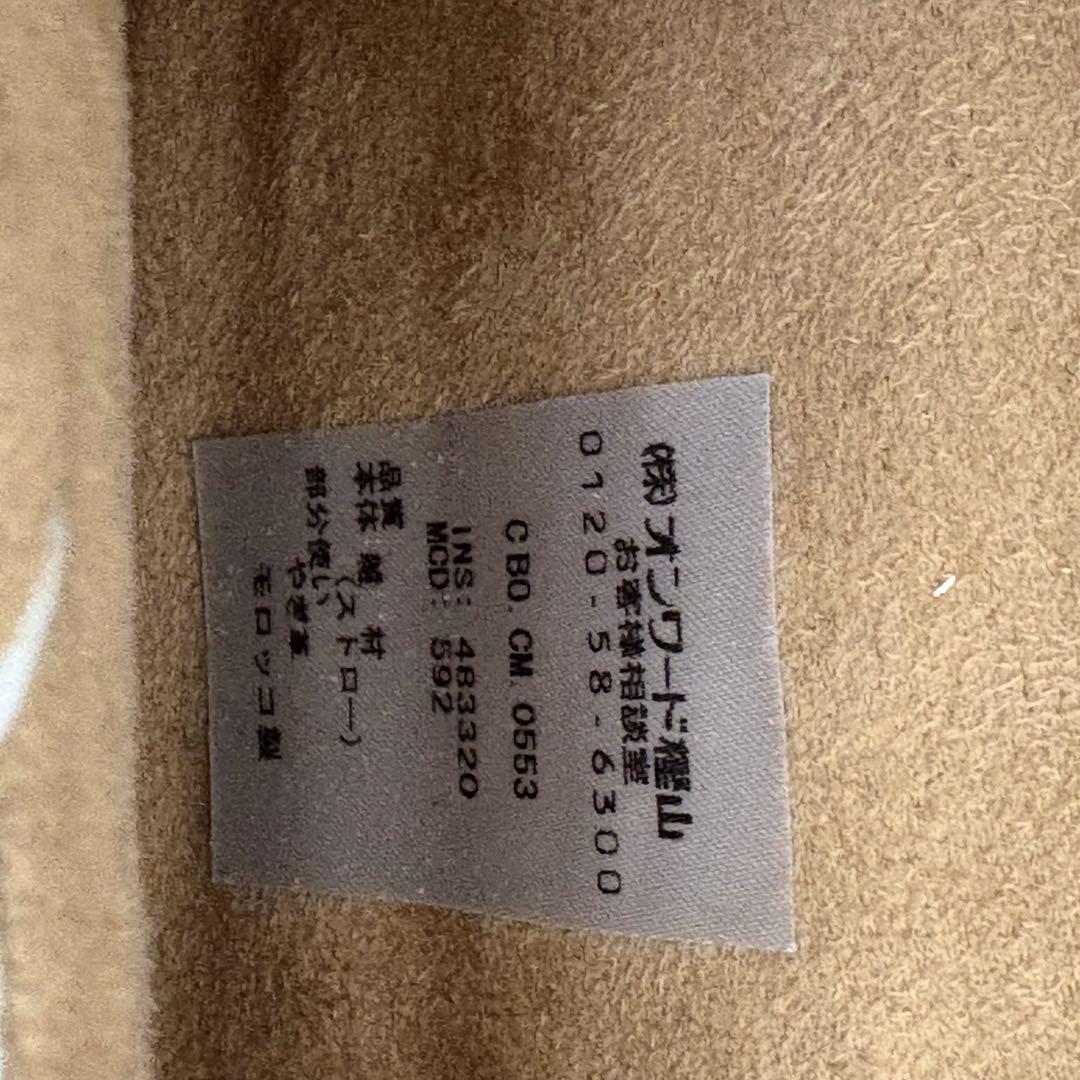 (株)オンワード樫山
お客様相談室
0120-58-6300
CBO.CM 0553
INS: 483320
MCD: 592
品質
本体 雑材
(ストロー)
部分使い
やぎ革
モロッコ製